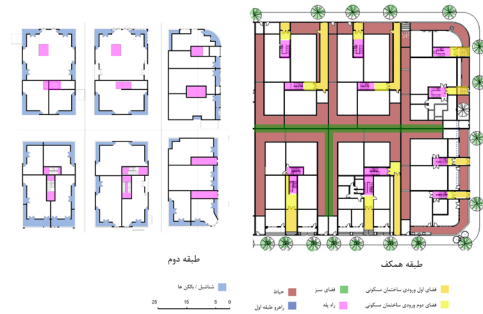 طبقه دوم
طبقه همکف
شناشیل / بالکن ها
حیاط
فضای سبز
فضای اول ورودی ساختمان مسکونی
راهرو طبقه اول
راه پله
فضای دوم ورودی ساختمان مسکونی
25 15 5 0